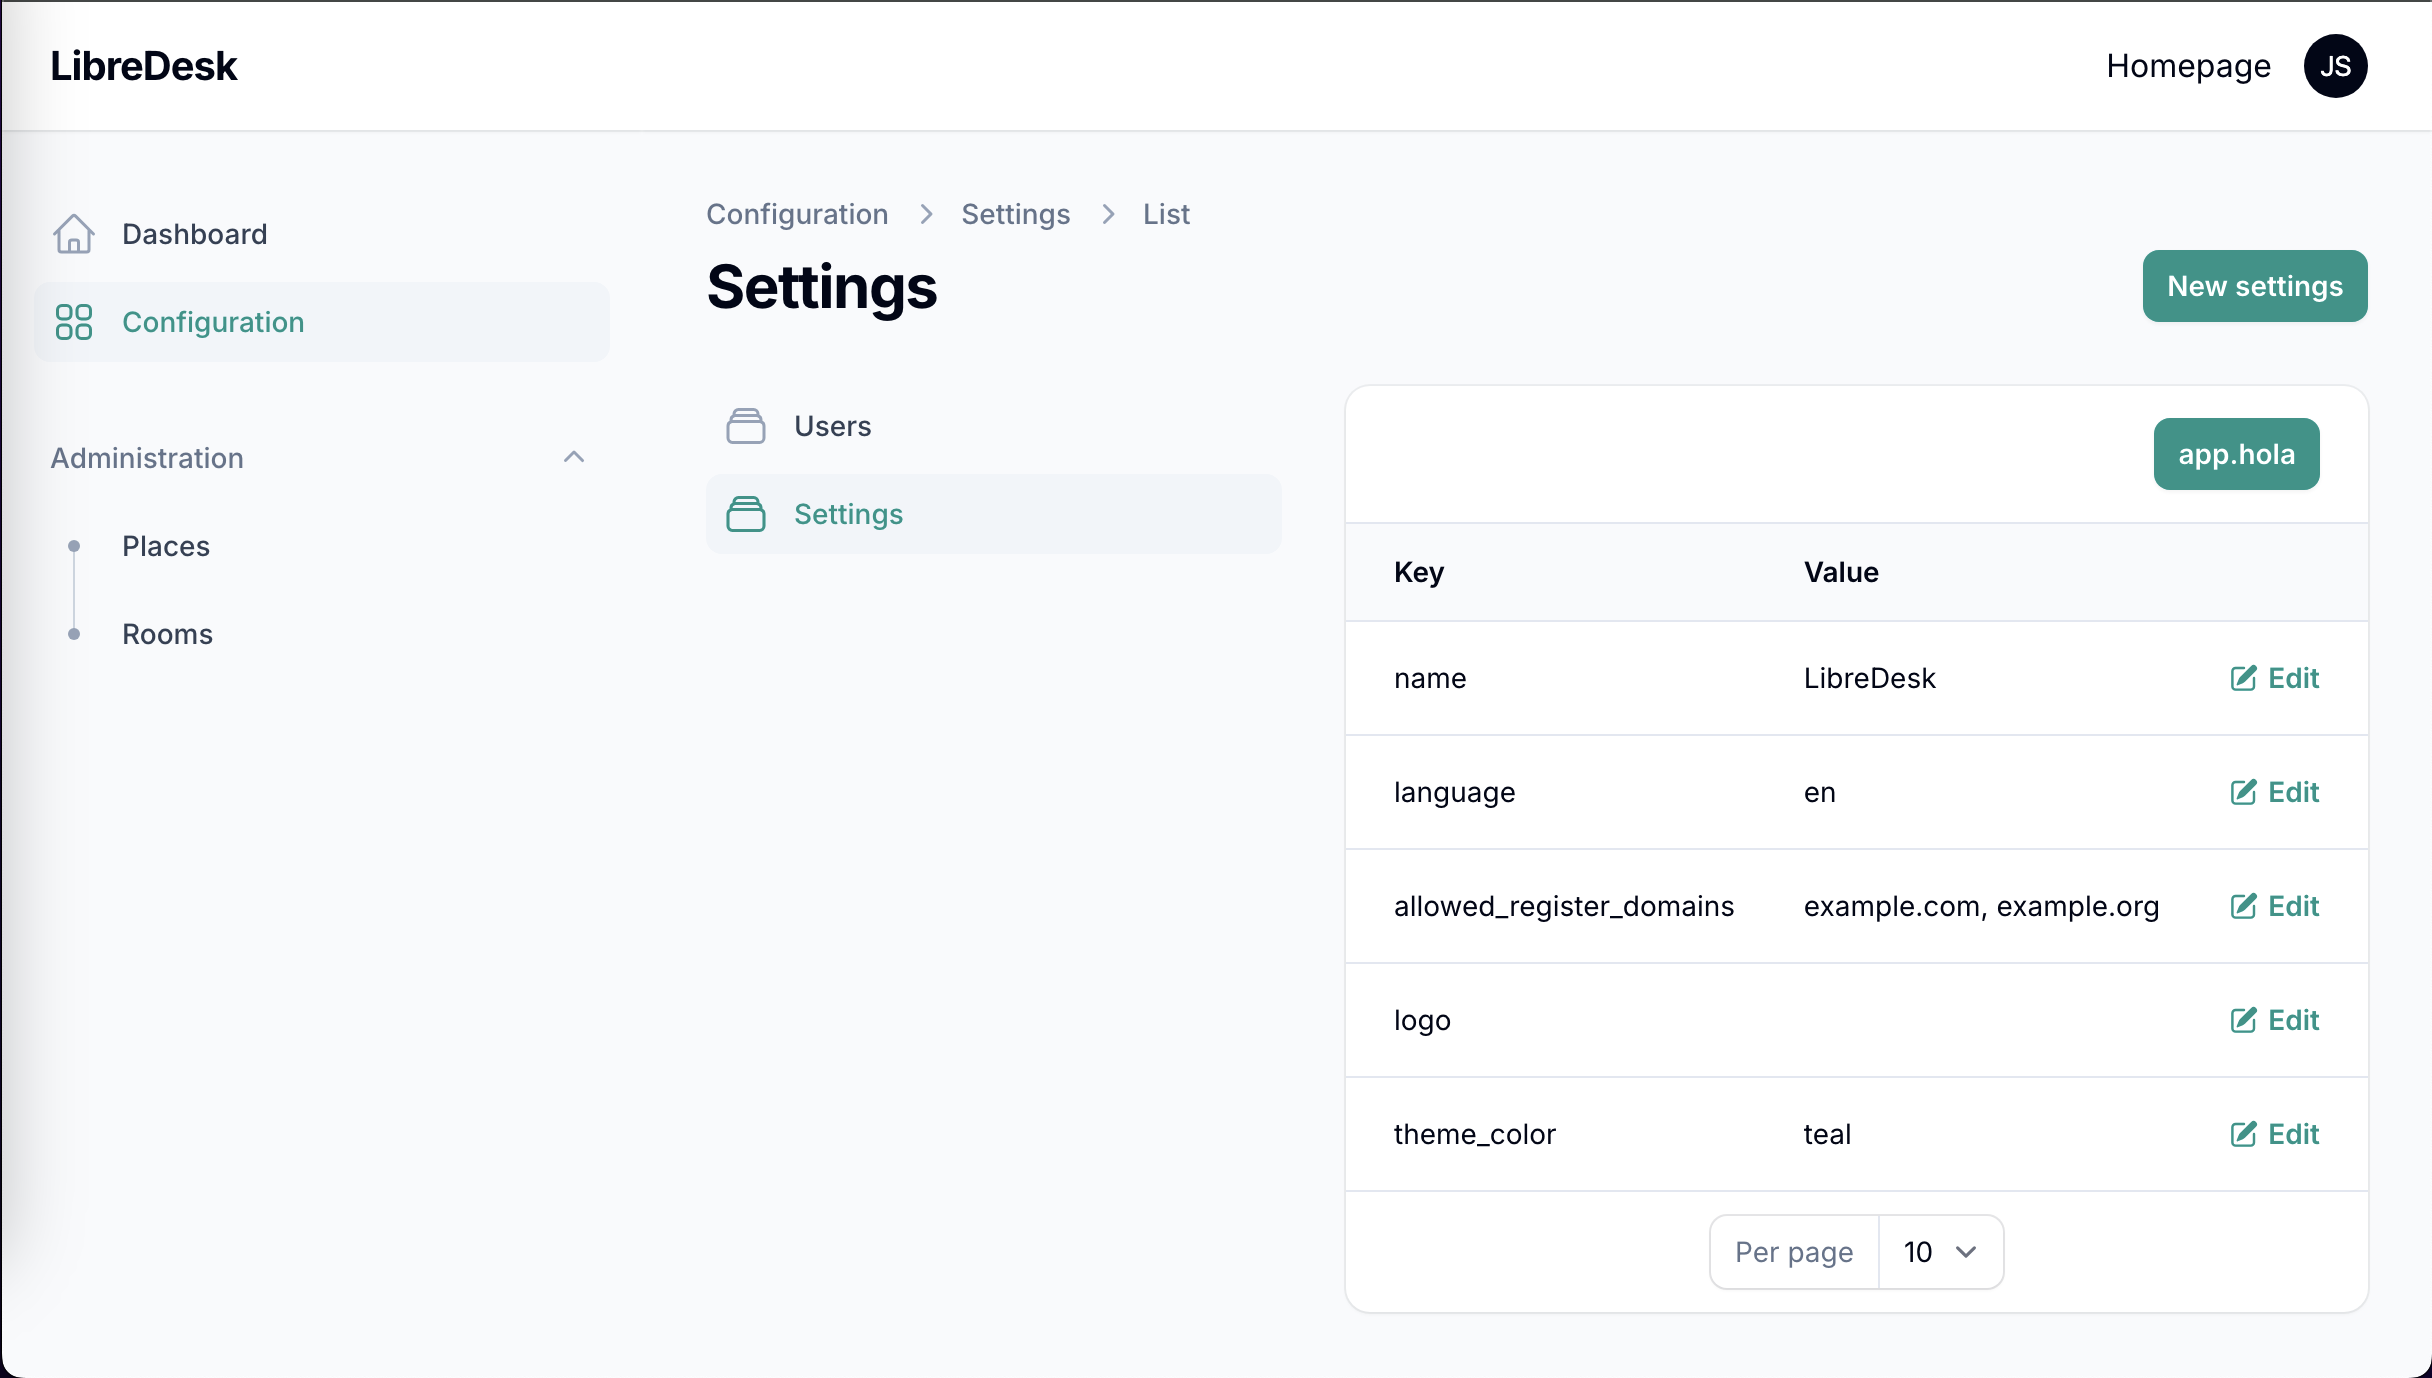 LibreDesk
Homepage
JS
Dashboard
Configuration
Administration
Places
Rooms
Configuration > Settings > List
Settings
New settings
Users
Settings
app.hola
Key Value
name LibreDesk Edit
language en Edit
allowed_register_domains example.com, example.org Edit
logo Edit
theme_color teal Edit
Per page 10